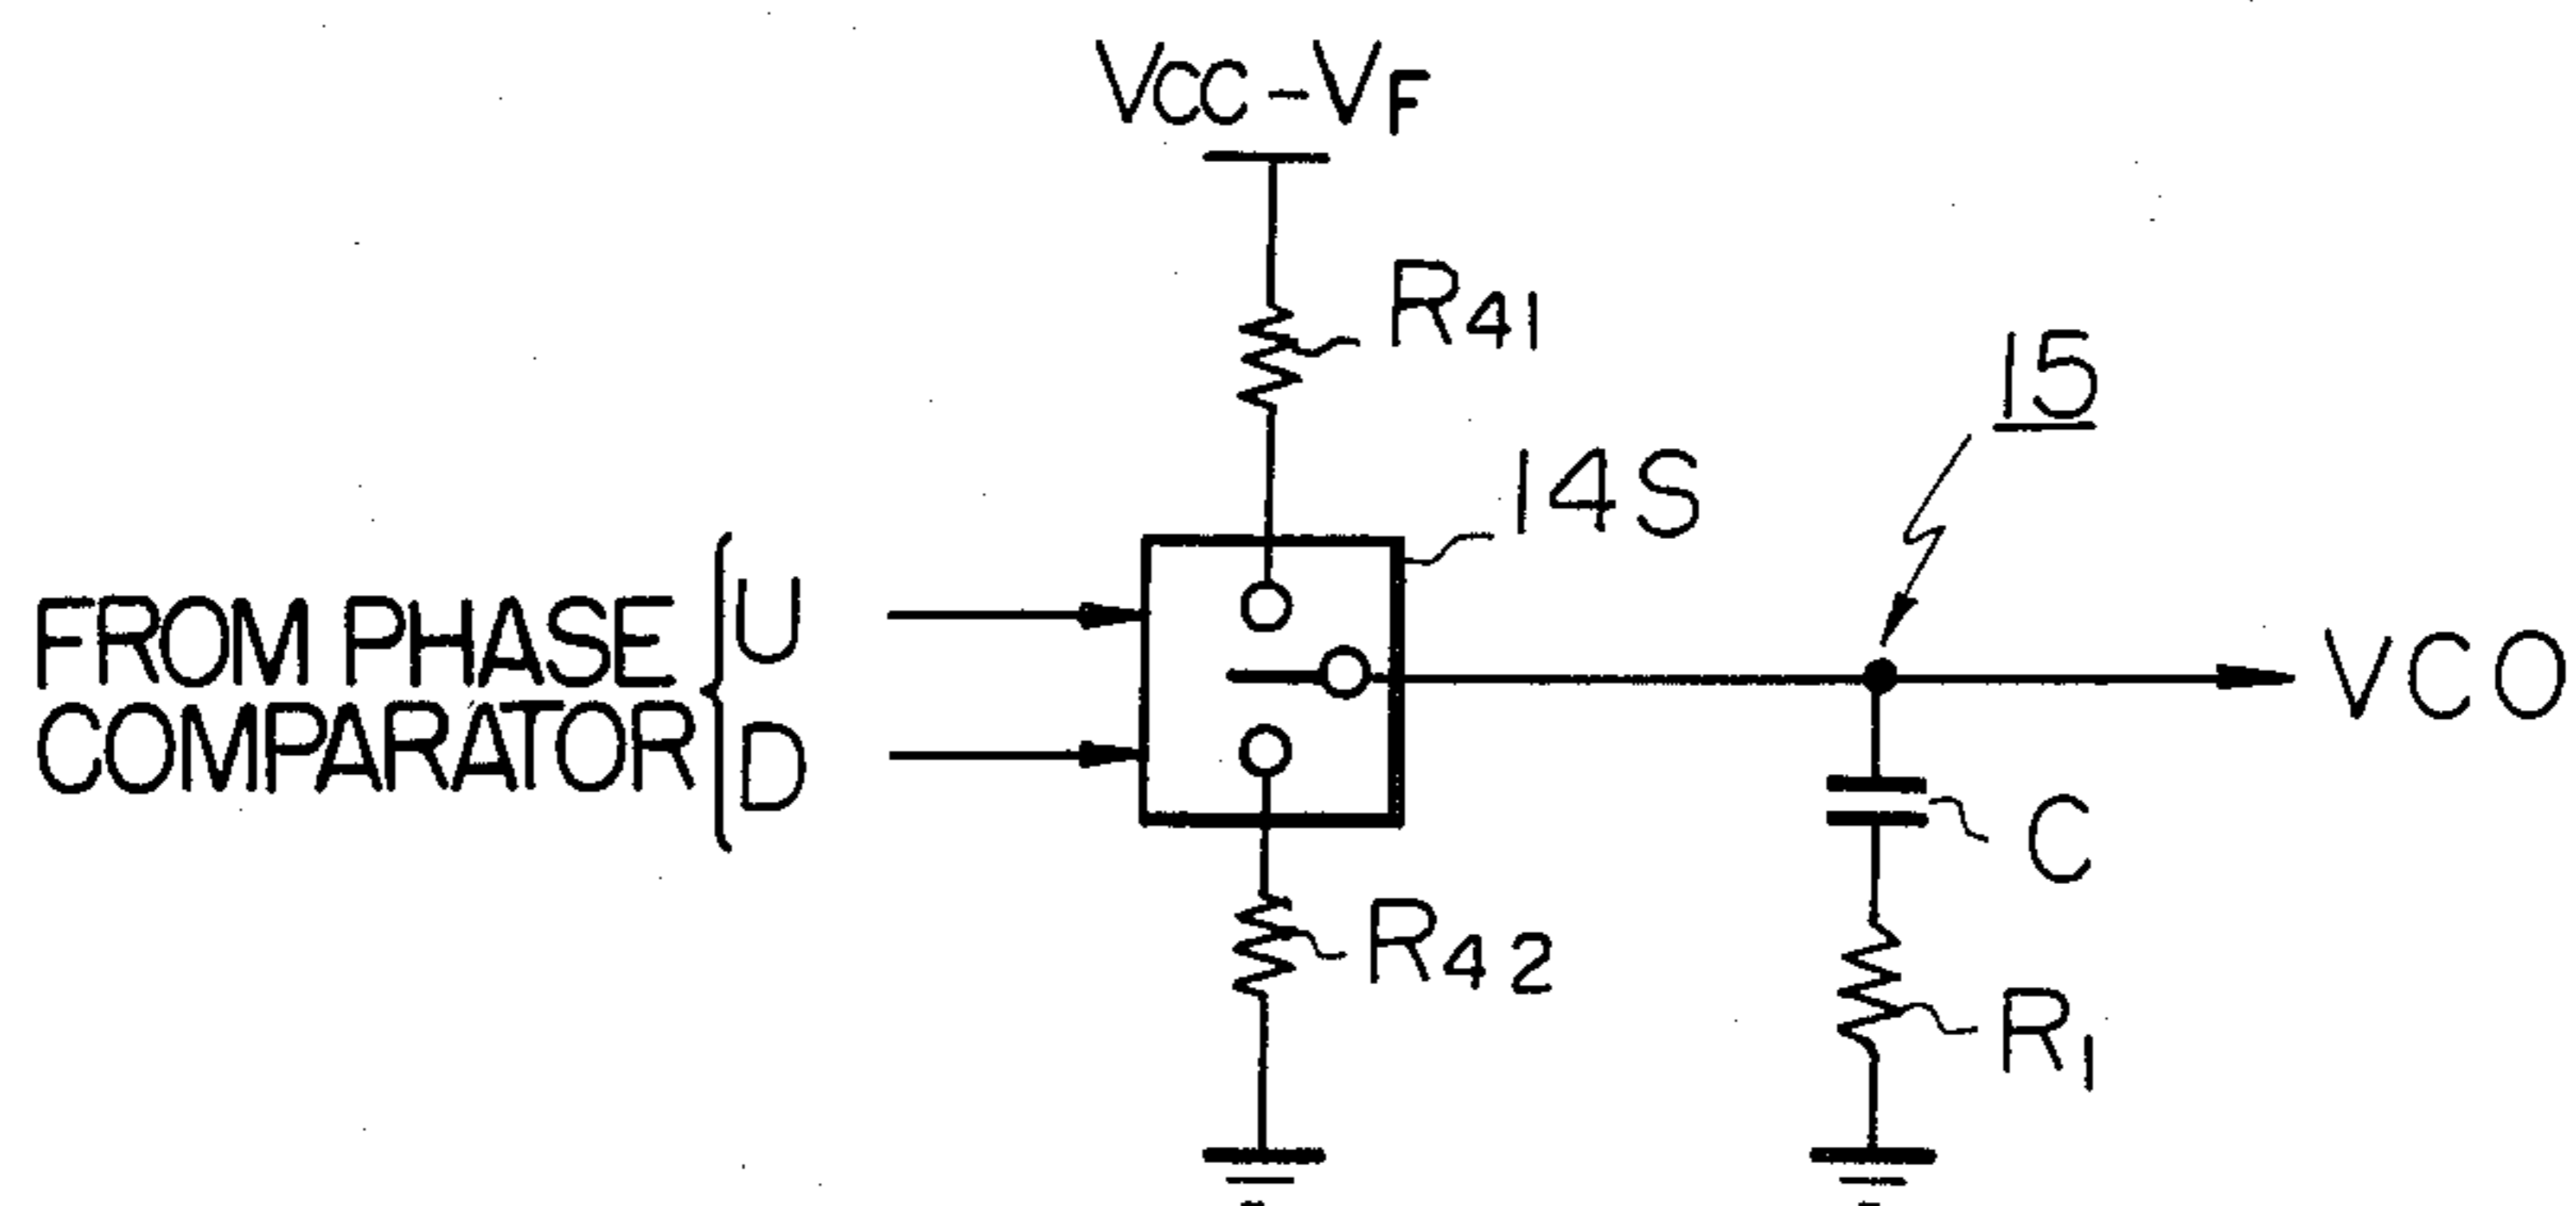 VCC-VF
R41
15
14S
FROM PHASE
COMPARATOR
U
D
VCO
C
R42
R1